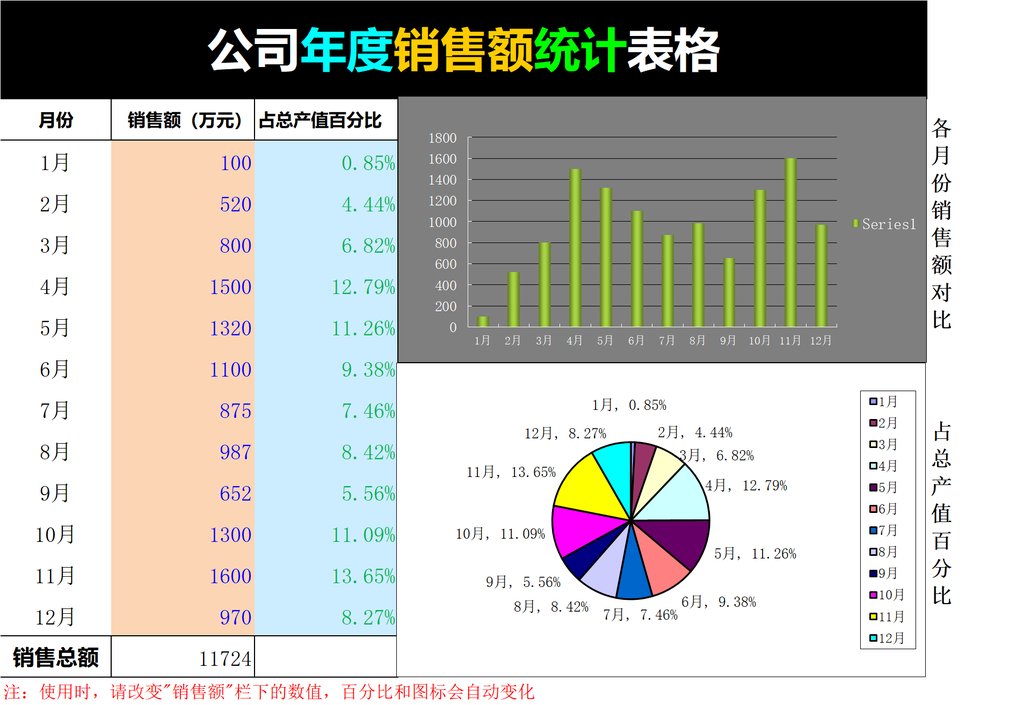 公司年度销售额统计表格
月份 销售额（万元） 占总产值百分比
1月 100 0.85%
2月 520 4.44%
3月 800 6.82%
4月 1500 12.79%
5月 1320 11.26%
6月 1100 9.38%
7月 875 7.46%
8月 987 8.42%
9月 652 5.56%
10月 1300 11.09%
11月 1600 13.65%
12月 970 8.27%
销售总额 11724
1800
1600
1400
1200
1000
800
600
400
200
0
1月 2月 3月 4月 5月 6月 7月 8月 9月 10月 11月 12月
Series1
各月份销售额对比
1月, 0.85%
2月, 4.44%
3月, 6.82%
4月, 12.79%
5月, 11.26%
6月, 9.38%
7月, 7.46%
8月, 8.42%
9月, 5.56%
10月, 11.09%
11月, 13.65%
12月, 8.27%
1月
2月
3月
4月
5月
6月
7月
8月
9月
10月
11月
12月
占总产值百分比
注：使用时，请改变"销售额"栏下的数值，百分比和图标会自动变化